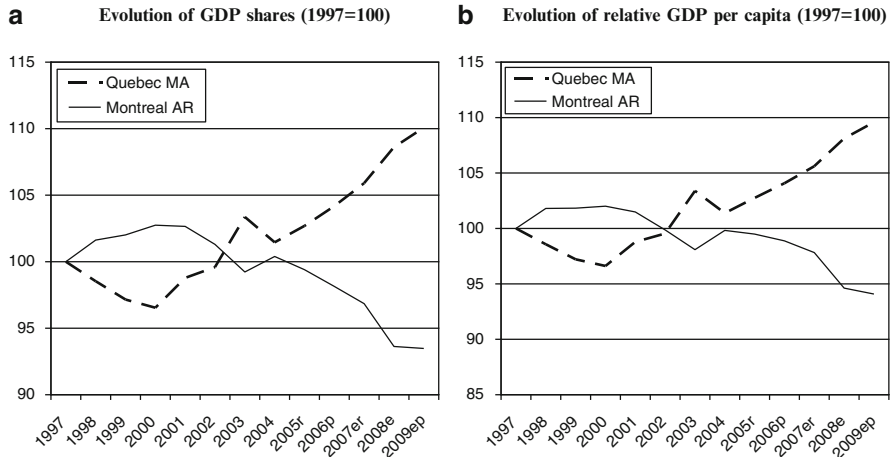 a Evolution of GDP shares (1997=100)
115
110
105
100
95
90
Quebec MA
Montreal AR
1997
1998
1999
2000
2001
2002
2003
2004
2005r
2006p
2007er
2008e
2009ep
b Evolution of relative GDP per capita (1997=100)
115
110
105
100
95
90
85
Quebec MA
Montreal AR
1997
1998
1999
2000
2001
2002
2003
2004
2005r
2006p
2007er
2008e
2009ep